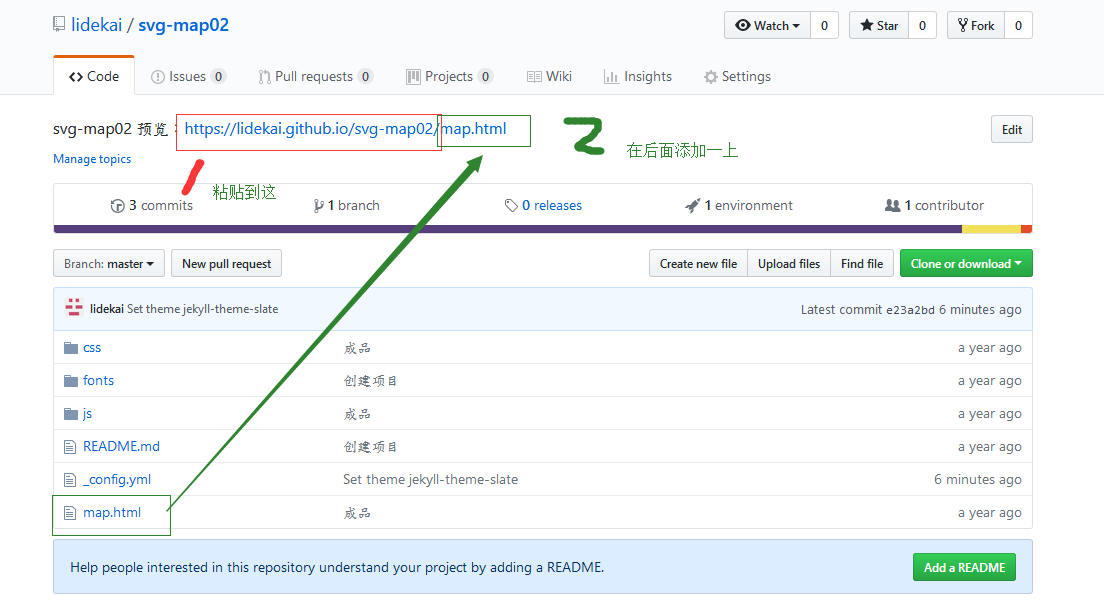 lidekai / svg-map02
Watch 0 Star 0 Fork 0
Code Issues 0 Pull requests 0 Projects 0 Wiki Insights Settings
svg-map02 预览： https://lidekai.github.io/svg-map02/map.html
Edit
2 在后面添加一上
Manage topics
1 粘贴到这
3 commits 1 branch 0 releases 1 environment 1 contributor
Branch: master New pull request Create new file Upload files Find file Clone or download
lidekai Set theme jekyll-theme-slate Latest commit e23a2bd 6 minutes ago
css 成品 a year ago
fonts 创建项目 a year ago
js 成品 a year ago
README.md 创建项目 a year ago
_config.yml Set theme jekyll-theme-slate 6 minutes ago
map.html 成品 a year ago
Help people interested in this repository understand your project by adding a README. Add a README